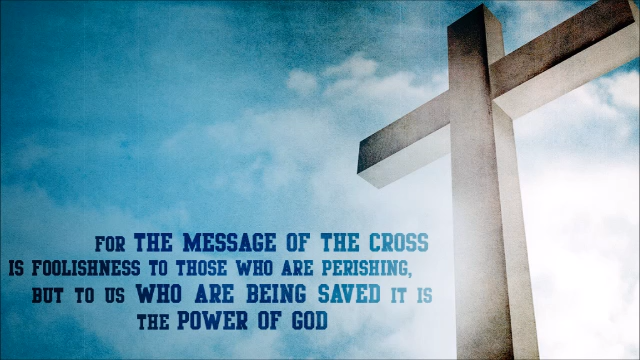 FOR THE MESSAGE OF THE CROSS
IS FOOLISHNESS TO THOSE WHO ARE PERISHING,
BUT TO US WHO ARE BEING SAVED IT IS
THE POWER OF GOD